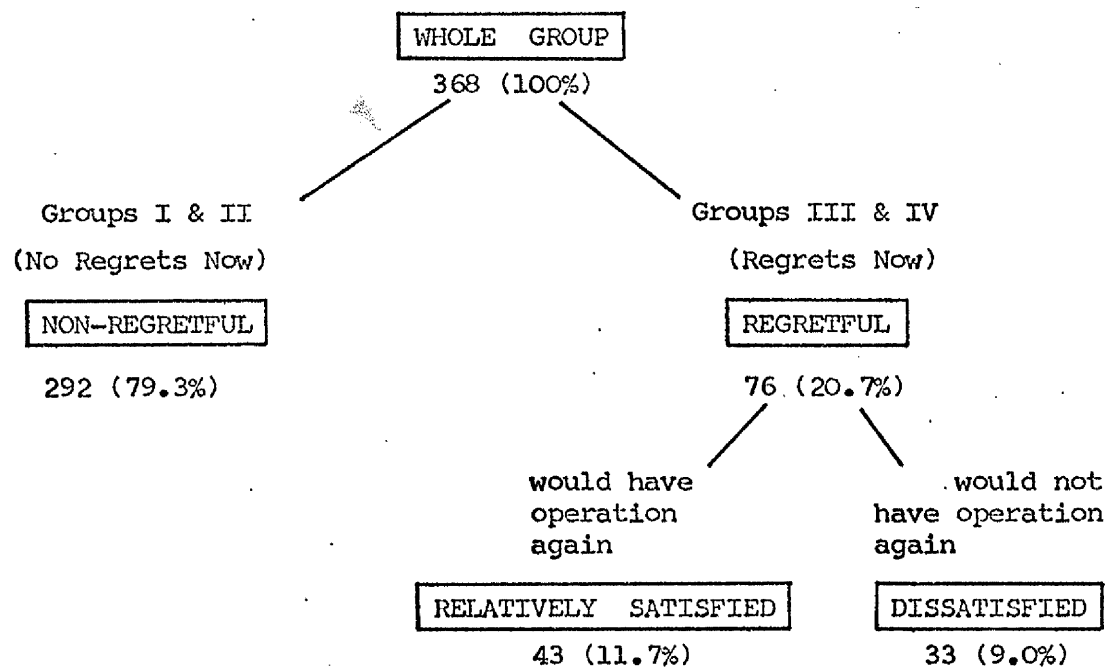 WHOLE GROUP
368 (100%)
Groups I & II
(No Regrets Now)
NON-REGRETFUL
292 (79.3%)
Groups III & IV
(Regrets Now)
REGRETFUL
76 (20.7%)
would have
operation
again
RELATIVELY SATISFIED
43 (11.7%)
would not
have operation
again
DISSATISFIED
33 (9.0%)